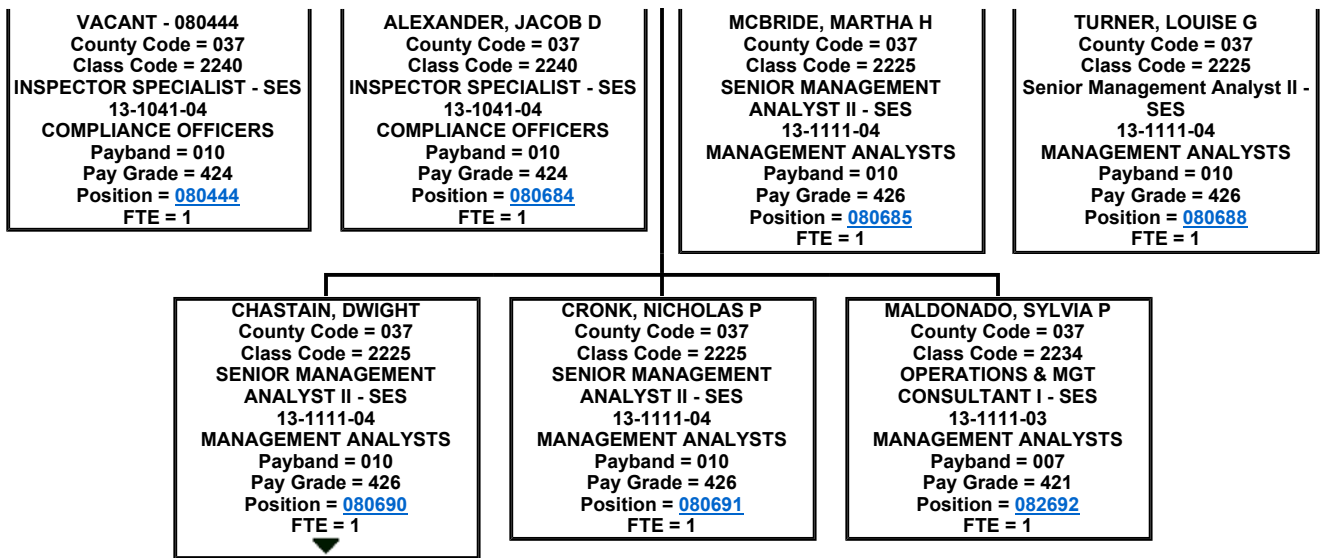 VACANT - 080444
County Code = 037
Class Code = 2240
INSPECTOR SPECIALIST - SES
13-1041-04
COMPLIANCE OFFICERS
Payband = 010
Pay Grade = 424
Position = 080444
FTE = 1
ALEXANDER, JACOB D
County Code = 037
Class Code = 2240
INSPECTOR SPECIALIST - SES
13-1041-04
COMPLIANCE OFFICERS
Payband = 010
Pay Grade = 424
Position = 080684
FTE = 1
MCBRIDE, MARTHA H
County Code = 037
Class Code = 2225
SENIOR MANAGEMENT
ANALYST II - SES
13-1111-04
MANAGEMENT ANALYSTS
Payband = 010
Pay Grade = 426
Position = 080685
FTE = 1
TURNER, LOUISE G
County Code = 037
Class Code = 2225
Senior Management Analyst II -
SES
13-1111-04
MANAGEMENT ANALYSTS
Payband = 010
Pay Grade = 426
Position = 080688
FTE = 1
CHASTAIN, DWIGHT
County Code = 037
Class Code = 2225
SENIOR MANAGEMENT
ANALYST II - SES
13-1111-04
MANAGEMENT ANALYSTS
Payband = 010
Pay Grade = 426
Position = 080690
FTE = 1
CRONK, NICHOLAS P
County Code = 037
Class Code = 2225
SENIOR MANAGEMENT
ANALYST II - SES
13-1111-04
MANAGEMENT ANALYSTS
Payband = 010
Pay Grade = 426
Position = 080691
FTE = 1
MALDONADO, SYLVIA P
County Code = 037
Class Code = 2234
OPERATIONS & MGT
CONSULTANT I - SES
13-1111-03
MANAGEMENT ANALYSTS
Payband = 007
Pay Grade = 421
Position = 082692
FTE = 1